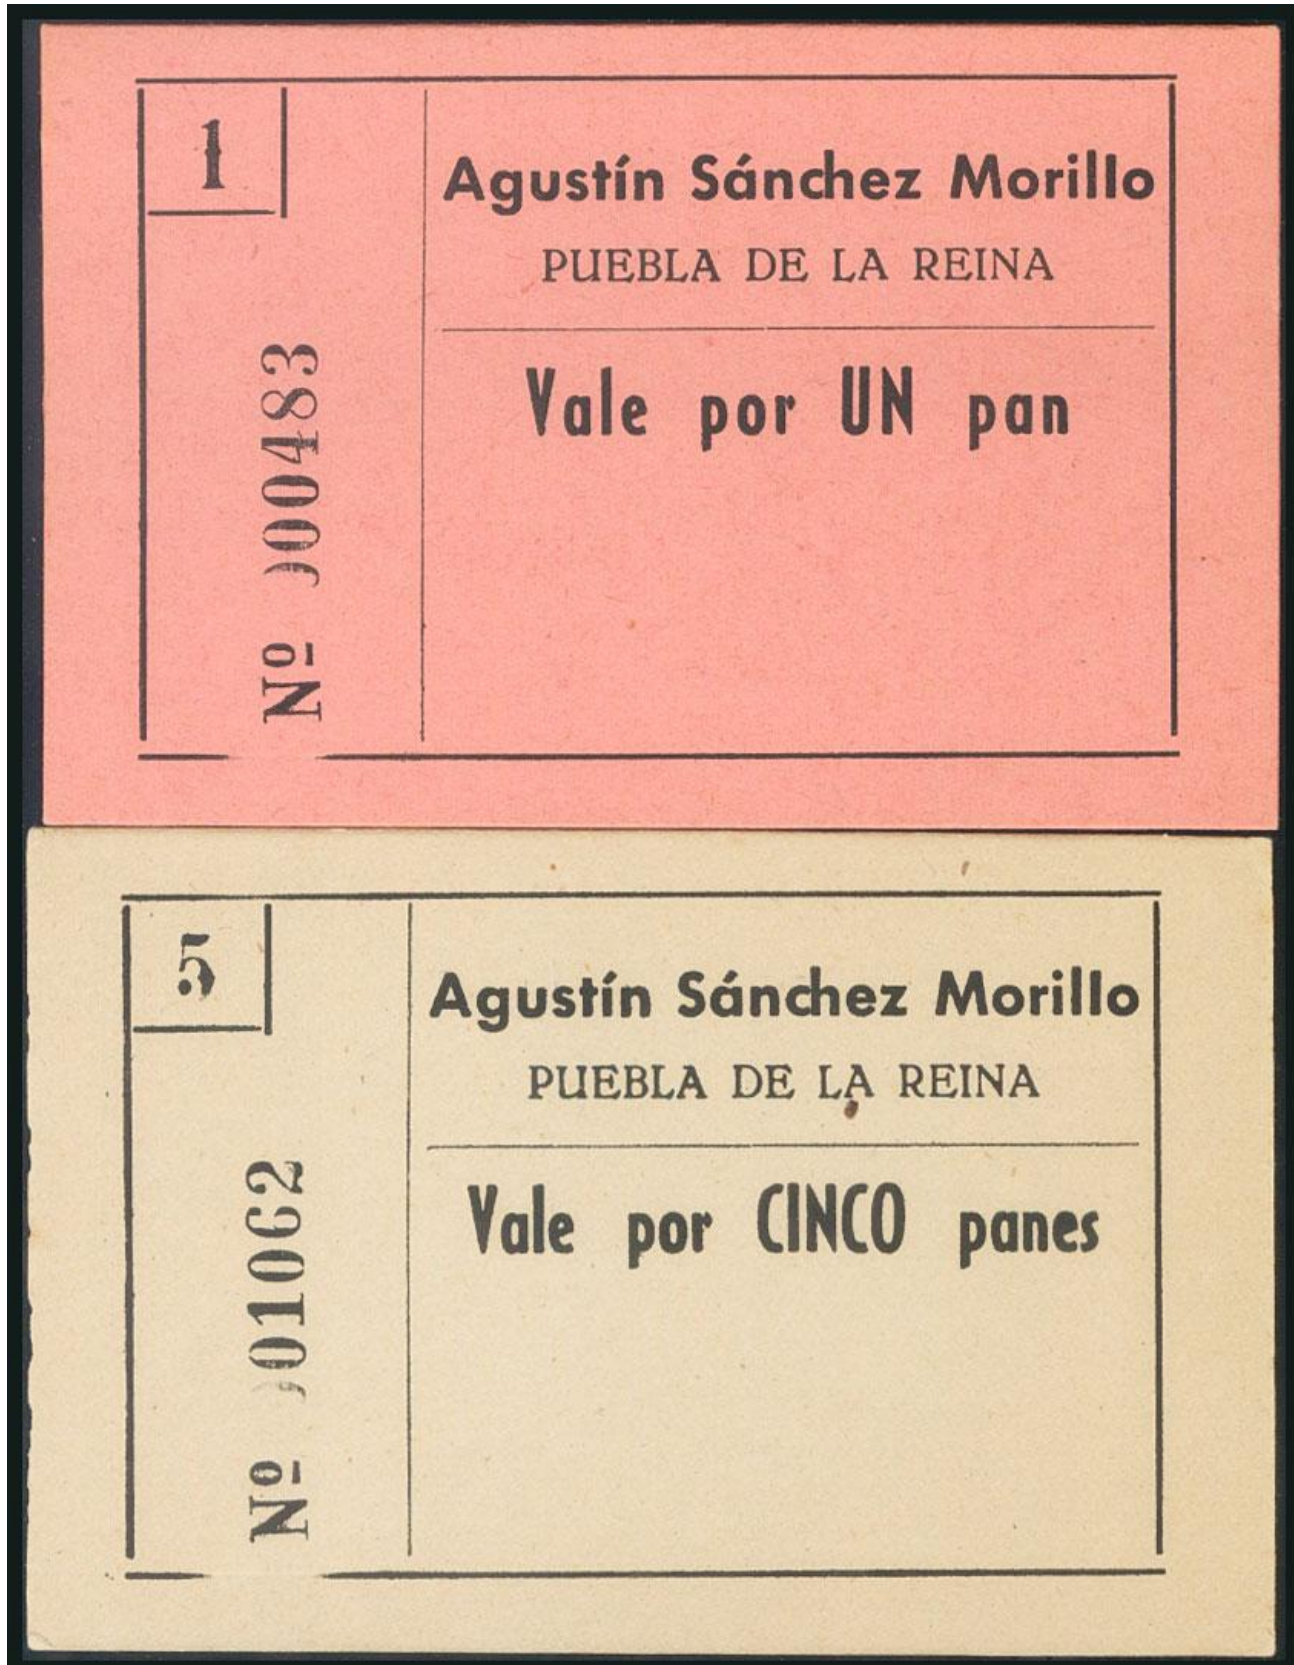 1
Agustín Sánchez Morillo
PUEBLA DE LA REINA
Vale por UN pan
Nº 000483
5
Agustín Sánchez Morillo
PUEBLA DE LA REINA
Vale por CINCO panes
Nº 001062